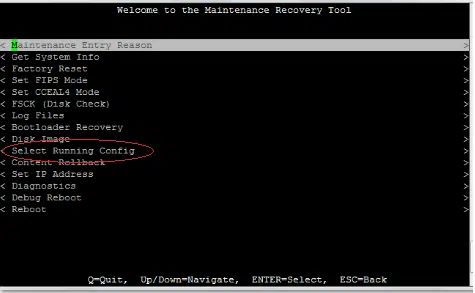 Welcome to the Maintenance Recovery Tool
< Maintenance Entry Reason >
< Get System Info >
< Factory Reset >
< Set FIPS Mode >
< Set CCEAL4 Mode >
< FSCK (Disk Check) >
< Log Files >
< Bootloader Recovery >
< Disk Image >
< Select Running Config >
< Content Rollback >
< Set IP Address >
< Diagnostics >
< Debug Reboot >
< Reboot >
Q=Quit, Up/Down=Navigate, ENTER=Select, ESC=Back